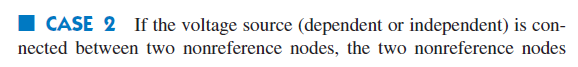 CASE 2 If the voltage source (dependent or independent) is con-
nected between two nonreference nodes, the two nonreference nodes